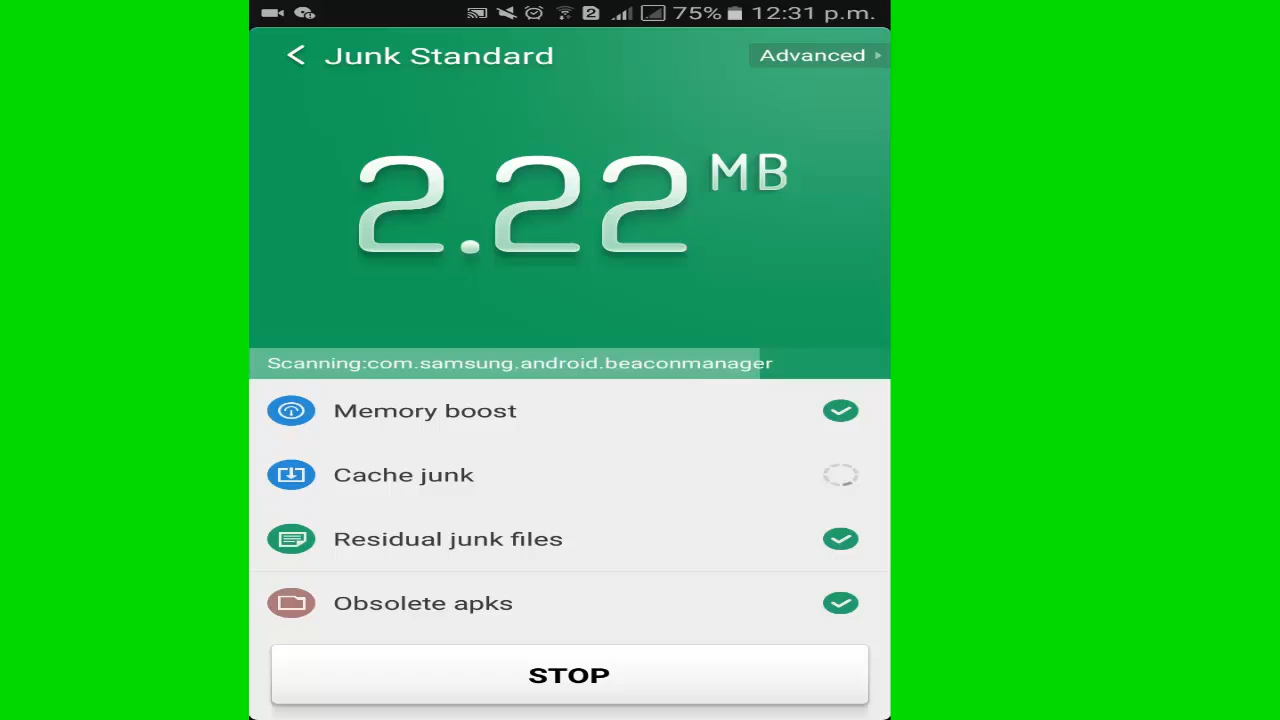 2 75% 12:31 p.m.
Junk Standard Advanced
2.22 MB
Scanning:com.samsung.android.beaconmanager
Memory boost
Cache junk
Residual junk files
Obsolete apks
STOP